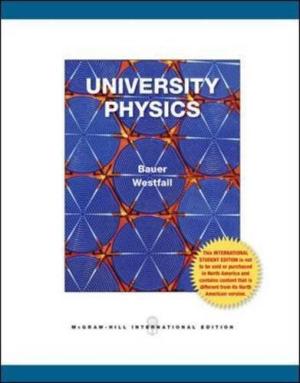 UNIVERSITY
PHYSICS
Bauer
Westfall
This INTERNATIONAL
STUDENT EDITION is not
to be sold or purchased
in North America and
contains content that is
different from its North
American version.
McGRAW-HILL INTERNATIONAL EDITION